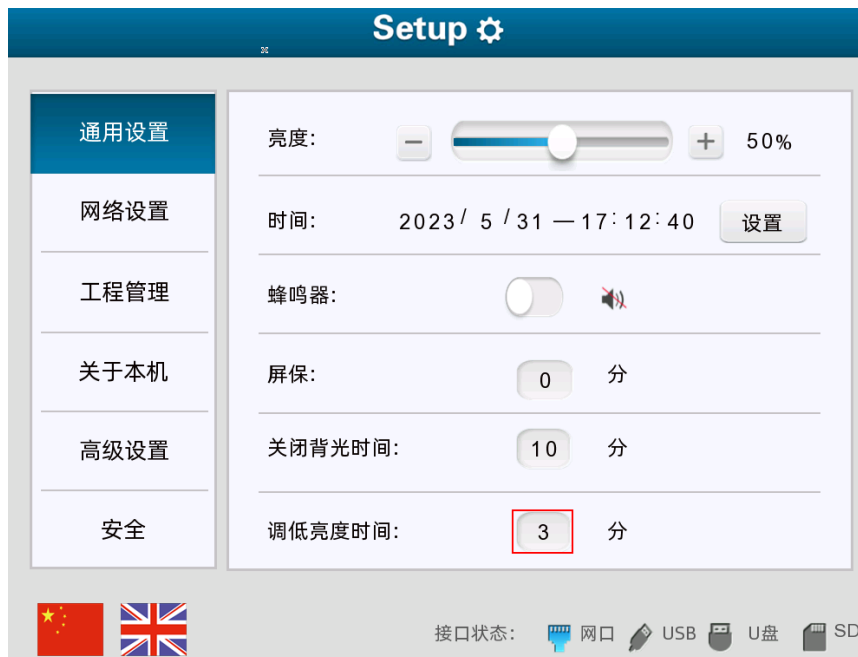 Setup
通用设置
网络设置
工程管理
关于本机
高级设置
安全
亮度: 50%
时间: 2023/ 5 /31 — 17:12:40 设置
蜂鸣器:
屏保: 0 分
关闭背光时间: 10 分
调低亮度时间: 3 分
接口状态: 网口 USB U盘 SD